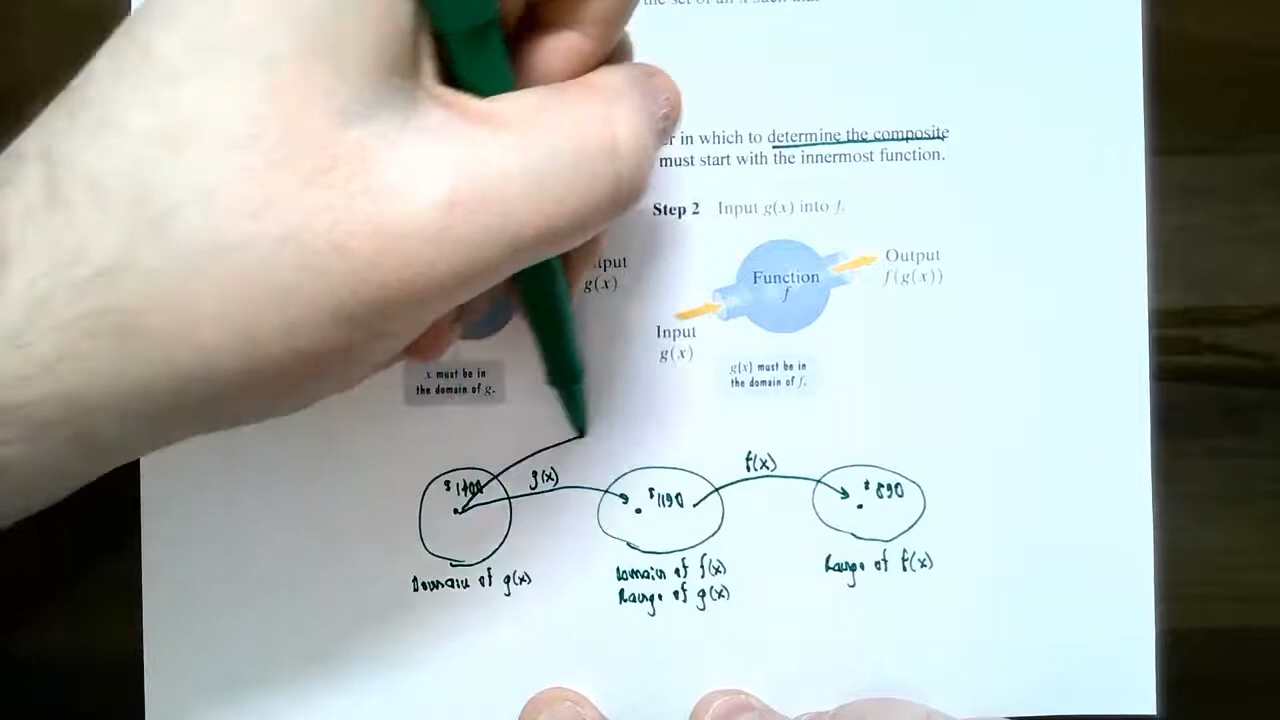 r in which to determine the composite
must start with the innermost function.
Step 2 Input g(x) into f.
g(x)
Function
f
Output
f(g(x))
Input
g(x)
x must be in
the domain of g.
g(x) must be in
the domain of f.
g(x)
f(x)
$1400
$1190
$890
Domain of g(x)
Domain of f(x)
Range of g(x)
Range of f(x)